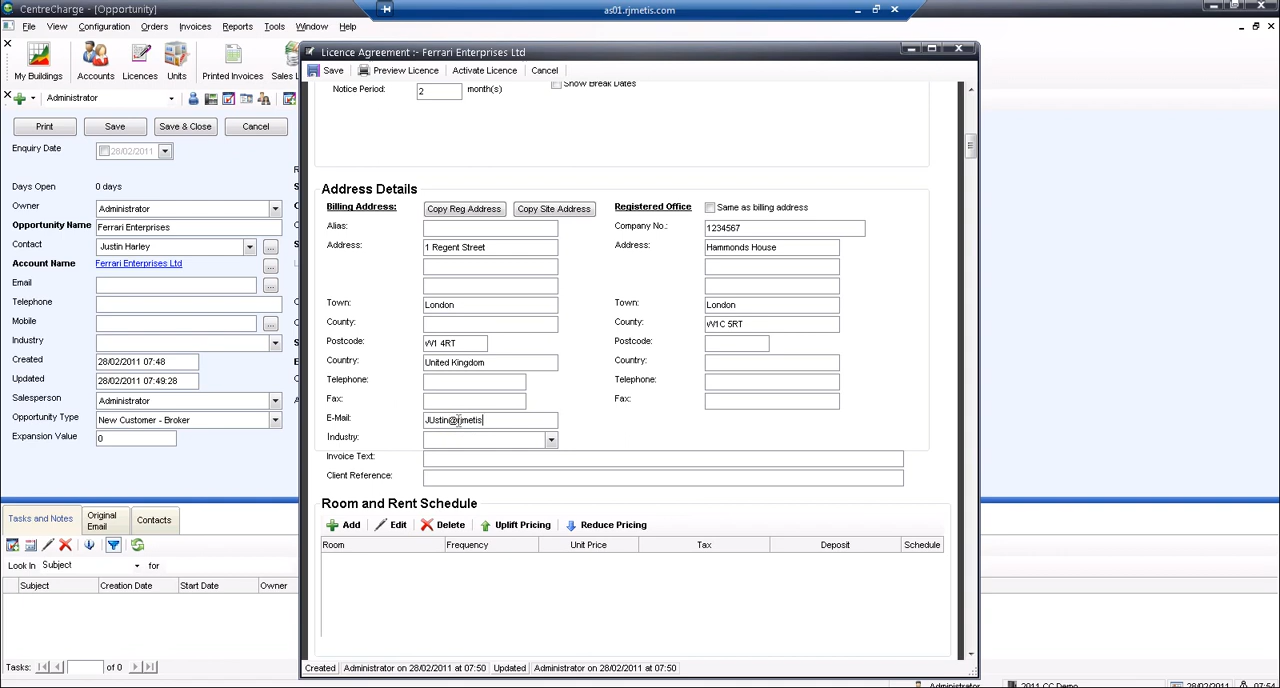 CentreCharge - [Opportunity]
as01.rjmetis.com
File View Configuration Orders Invoices Reports Tools Window Help
My Buildings Accounts Licences Units Printed Invoices Sales L
Administrator
Print Save Save & Close Cancel
Enquiry Date 28/02/2011
Days Open 0 days
Owner Administrator
Opportunity Name Ferrari Enterprises
Contact Justin Harley
Account Name Ferrari Enterprises Ltd
Email
Telephone
Mobile
Industry
Created 28/02/2011 07:48
Updated 28/02/2011 07:49:28
Salesperson Administrator
Opportunity Type New Customer - Broker
Expansion Value 0
Tasks and Notes Original Email Contacts
Look In Subject for
Subject Creation Date Start Date Owner
Tasks: of 0
Licence Agreement :- Ferrari Enterprises Ltd
Save Preview Licence Activate Licence Cancel
Notice Period: 2 month(s) Show Break Dates
Address Details
Billing Address: Copy Reg Address Copy Site Address Registered Office Same as billing address
Alias: Company No.: 1234567
Address: 1 Regent Street Address: Hammonds House
Town: London Town: London
County: County: W1C 5RT
Postcode: W1 4RT Postcode:
Country: United Kingdom Country:
Telephone: Telephone:
Fax: Fax:
E-Mail: JUstin@rjmetis
Industry:
Invoice Text:
Client Reference:
Room and Rent Schedule
Add Edit Delete Uplift Pricing Reduce Pricing
Room Frequency Unit Price Tax Deposit Schedule
Created Administrator on 28/02/2011 at 07:50 Updated Administrator on 28/02/2011 at 07:50
Administrator 2011 CC Demo 28/02/2011 07:54